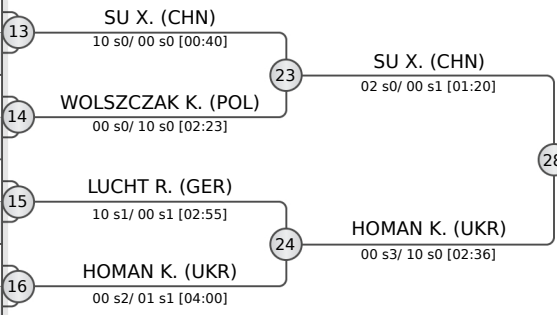 13
SU X. (CHN)
10 s0/ 00 s0 [00:40]
14
WOLSZCZAK K. (POL)
00 s0/ 10 s0 [02:23]
23
SU X. (CHN)
02 s0/ 00 s1 [01:20]
15
LUCHT R. (GER)
10 s1/ 00 s1 [02:55]
16
HOMAN K. (UKR)
00 s2/ 01 s1 [04:00]
24
HOMAN K. (UKR)
00 s3/ 10 s0 [02:36]
28